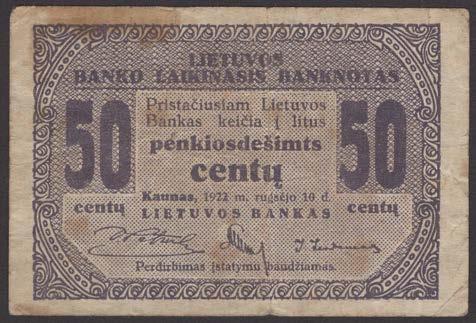 LIETUVOS
BANKO LAIKINASIS BANKNOTAS
50
Pristačiusiam Lietuvos
Bankas keičia į litus
pėnkiosdešimts
centų
50
centų
Kaunas, 1922 m. rugsėjo 10 d.
LIETUVOS BANKAS
centų
Perdirbimas įstatymu baudžiamas.